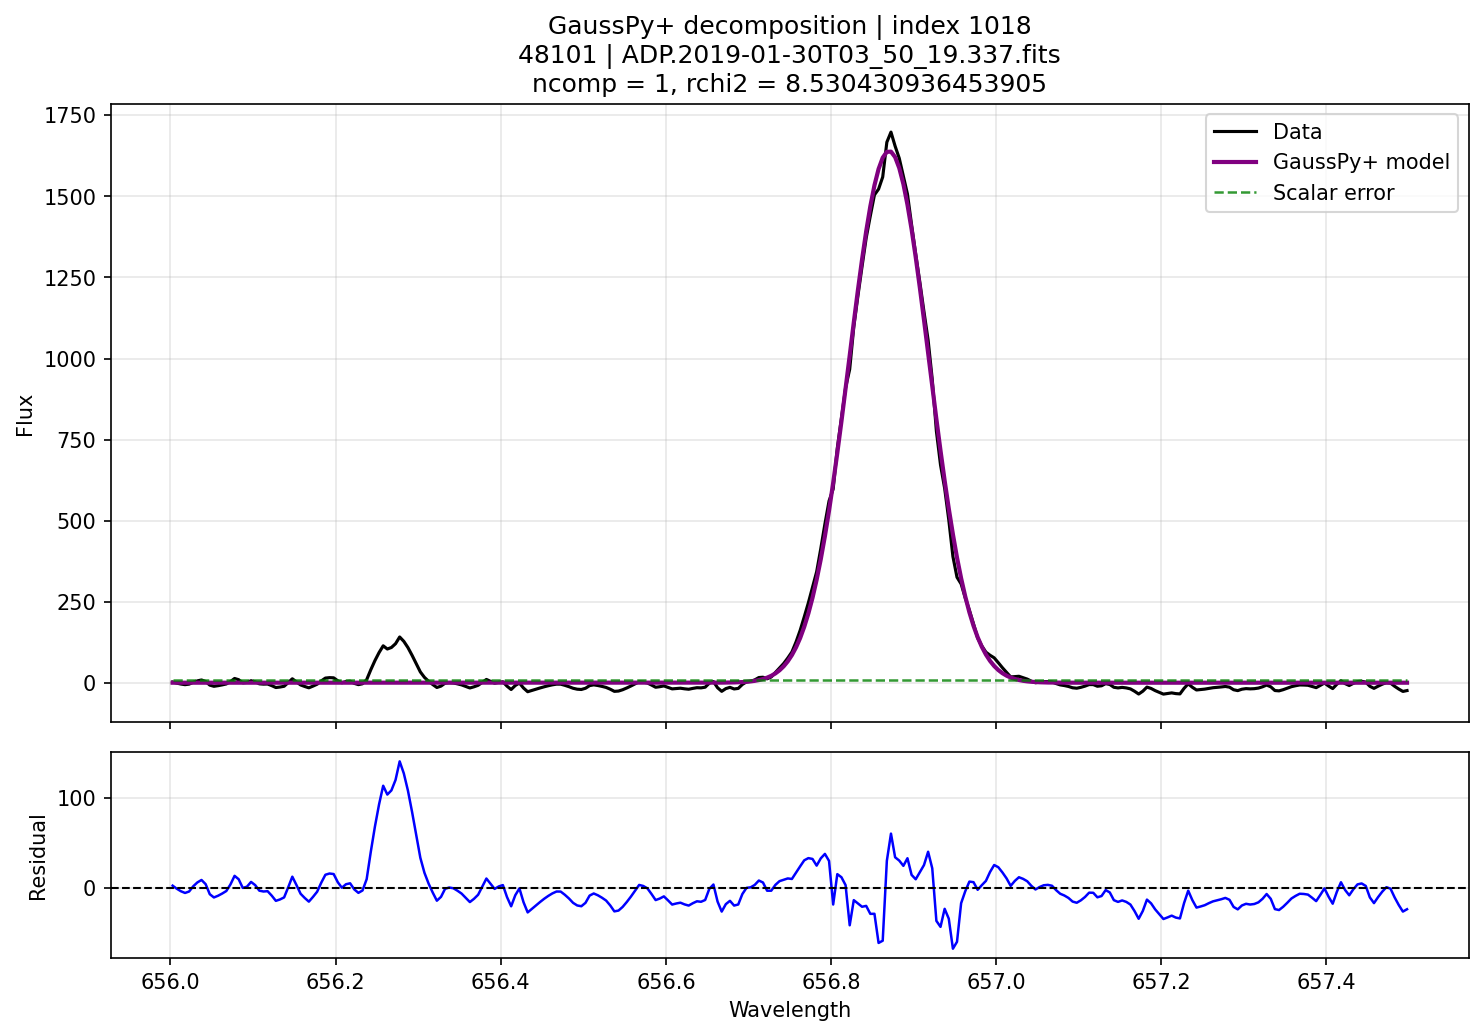 GaussPy+ decomposition | index 1018
48101 | ADP.2019-01-30T03_50_19.337.fits
ncomp = 1, rchi2 = 8.530430936453905
1750
1500
1250
1000
750
500
250
0
Flux
Data
GaussPy+ model
Scalar error
100
0
Residual
656.0
656.2
656.4
656.6
656.8
657.0
657.2
657.4
Wavelength